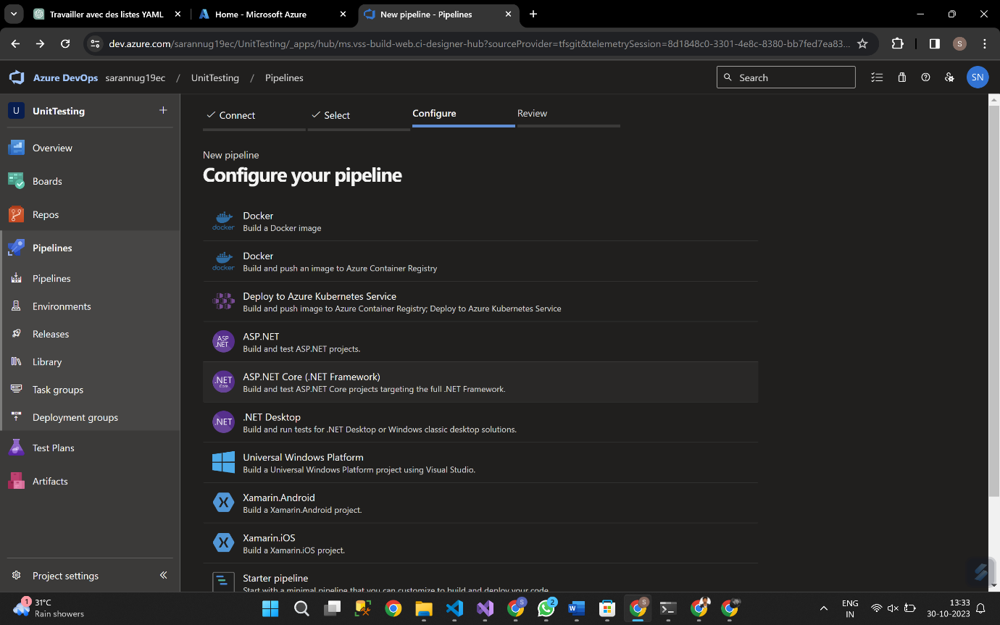 Travailler avec des listes YAML
Home - Microsoft Azure
New pipeline - Pipelines
dev.azure.com/sarannug19ec/UnitTesting/_apps/hub/ms.vss-build-web.ci-designer-hub?sourceProvider=tfsgit&telemetrySession=8d1848c0-3301-4e8c-8380-bb7fed7ea83...
S
Azure DevOps sarannug19ec / UnitTesting / Pipelines
Search
SN
U UnitTesting
Overview
Boards
Repos
Pipelines
Pipelines
Environments
Releases
Library
Task groups
Deployment groups
Test Plans
Artifacts
Project settings
Connect
Select
Configure
Review
New pipeline
Configure your pipeline
docker
Docker
Build a Docker image
docker
Docker
Build and push an image to Azure Container Registry
Deploy to Azure Kubernetes Service
Build and push image to Azure Container Registry; Deploy to Azure Kubernetes Service
ASP
.NET
ASP.NET
Build and test ASP.NET projects.
.NET
Core
ASP.NET Core (.NET Framework)
Build and test ASP.NET Core projects targeting the full .NET Framework.
.NET
.NET Desktop
Build and run tests for .NET Desktop or Windows classic desktop solutions.
Universal Windows Platform
Build a Universal Windows Platform project using Visual Studio.
Xamarin.Android
Build a Xamarin.Android project.
Xamarin.iOS
Build a Xamarin.iOS project.
Starter pipeline
Start with a minimal pipeline that you can customize to build and deploy your code.
1
31°C
Rain showers
S
2
S
ENG
IN
13:33
30-10-2023